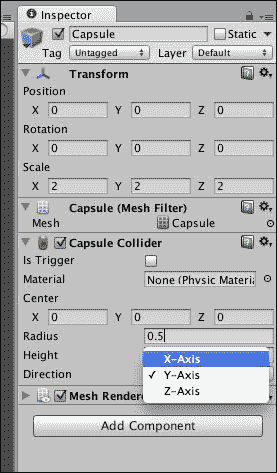 Inspector
Capsule Static
Tag Untagged Layer Default
Transform
Position
X 0 Y 0 Z 0
Rotation
X 0 Y 0 Z 0
Scale
X 2 Y 2 Z 2
Capsule (Mesh Filter)
Mesh Capsule
Capsule Collider
Is Trigger
Material None (Physic Materia
Center
X 0 Y 0 Z 0
Radius 0.5
Height
Direction
X-Axis
✓ Y-Axis
Z-Axis
Mesh Rendere
Add Component